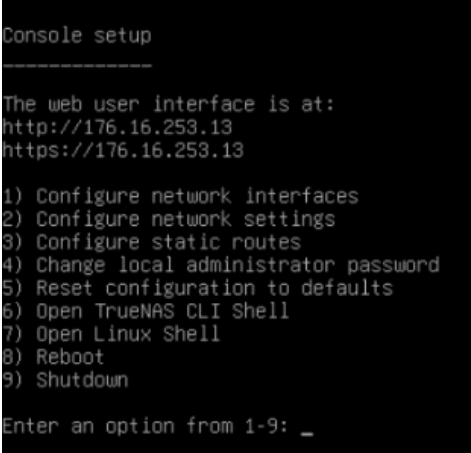 Console setup
-------------
The web user interface is at:
http://176.16.253.13
https://176.16.253.13
1) Configure network interfaces
2) Configure network settings
3) Configure static routes
4) Change local administrator password
5) Reset configuration to defaults
6) Open TrueNAS CLI Shell
7) Open Linux Shell
8) Reboot
9) Shutdown
Enter an option from 1-9: _